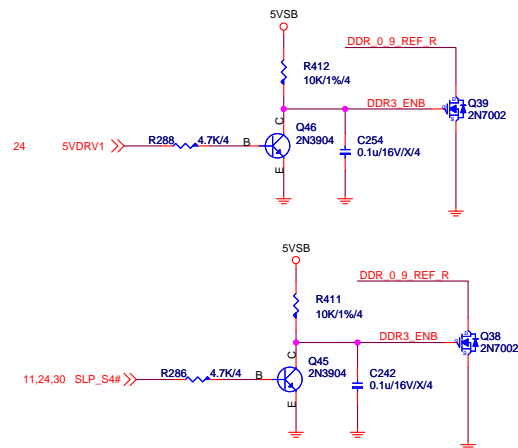 5VSB
DDR_0_9_REF_R
R412
10K/1%/4
DDR3_ENB
Q39
2N7002
Q46
2N3904
C
B
E
24 5VDRV1
R288 4.7K/4
C254
0.1u/16V/X/4
5VSB
DDR_0_9_REF_R
R411
10K/1%/4
DDR3_ENB
Q38
2N7002
Q45
2N3904
C
B
E
11,24,30 SLP_S4#
R286 4.7K/4
C242
0.1u/16V/X/4